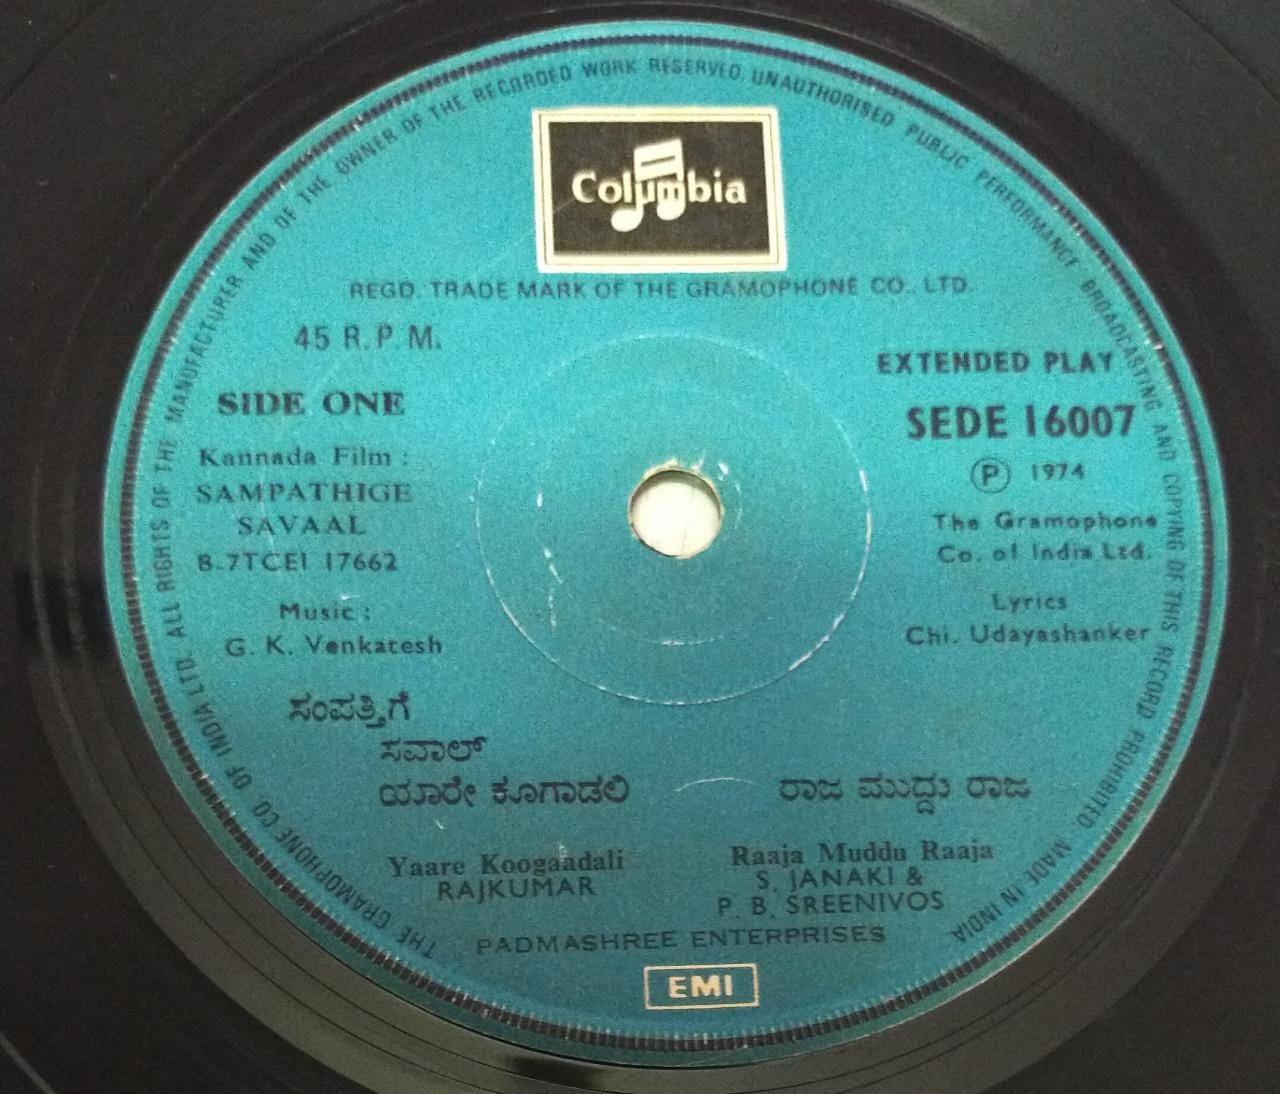 THE GRAMOPHONE CO. OF INDIA LTD. ALL RIGHTS OF THE MANUFACTURER AND OF THE OWNER OF THE RECORDED WORK RESERVED. UNAUTHORISED PUBLIC PERFORMANCE BROADCASTING AND COPYING OF THIS RECORD PROHIBITED MADE IN INDIA
Columbia
REGD. TRADE MARK OF THE GRAMOPHONE CO. LTD.
45 R.P.M.
EXTENDED PLAY
SIDE ONE
SEDE 16007
Kannada Film :
Ⓟ 1974
SAMPATHIGE
SAVAAL
The Gramophone
B-7TCEI 17662
Co. of India Ltd.
Music :
Lyrics
G. K. Venkatesh
Chi. Udayashanker
ಸಂಪತ್ತಿಗೆ
ಸವಾಲ್
ಯಾರೇ ಕೂಗಾಡಲಿ
ರಾಜ ಮುದ್ದು ರಾಜ
Yaare Koogaadali
Raaja Muddu Raaja
RAJKUMAR
S. JANAKI &
P. B. SREENIVOS
PADMASHREE ENTERPRISES
EMI